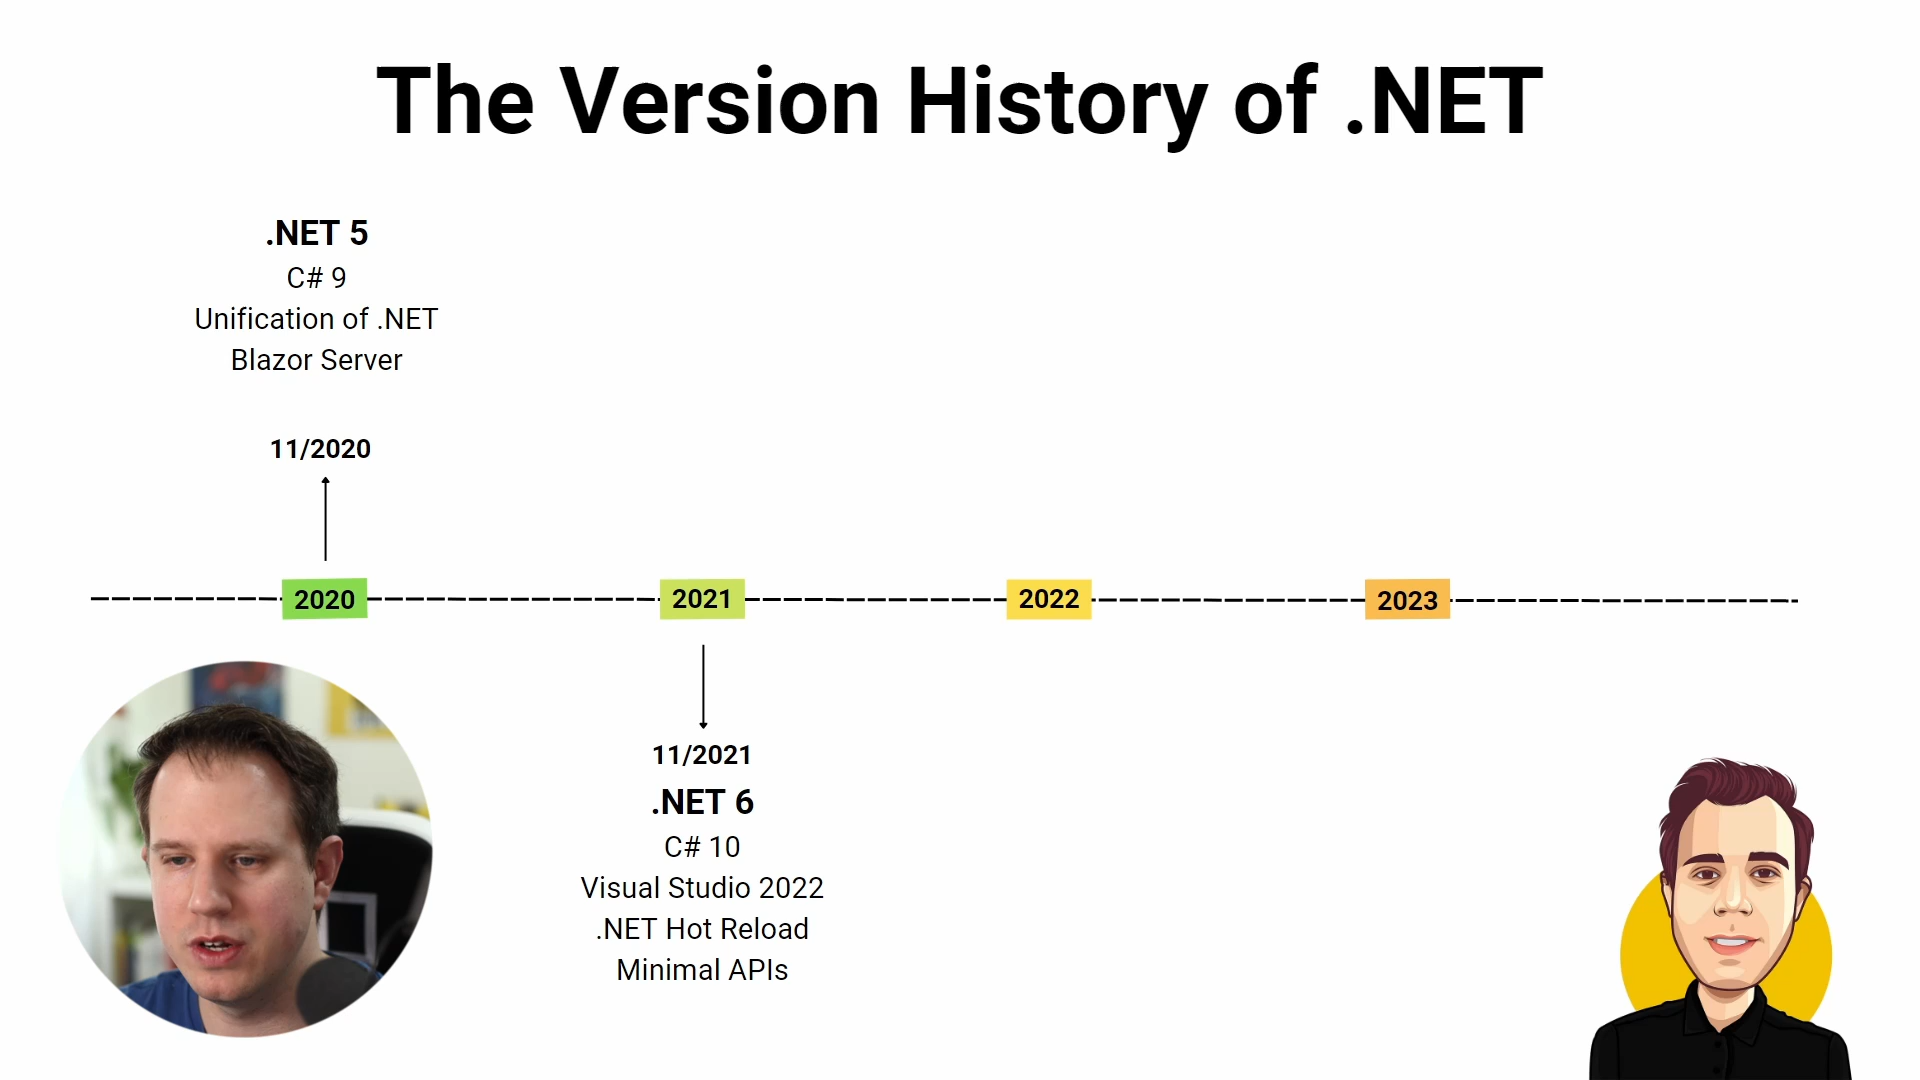 The Version History of .NET
.NET 5
C# 9
Unification of .NET
Blazor Server
11/2020
2020
2021
2022
2023
11/2021
.NET 6
C# 10
Visual Studio 2022
.NET Hot Reload
Minimal APIs